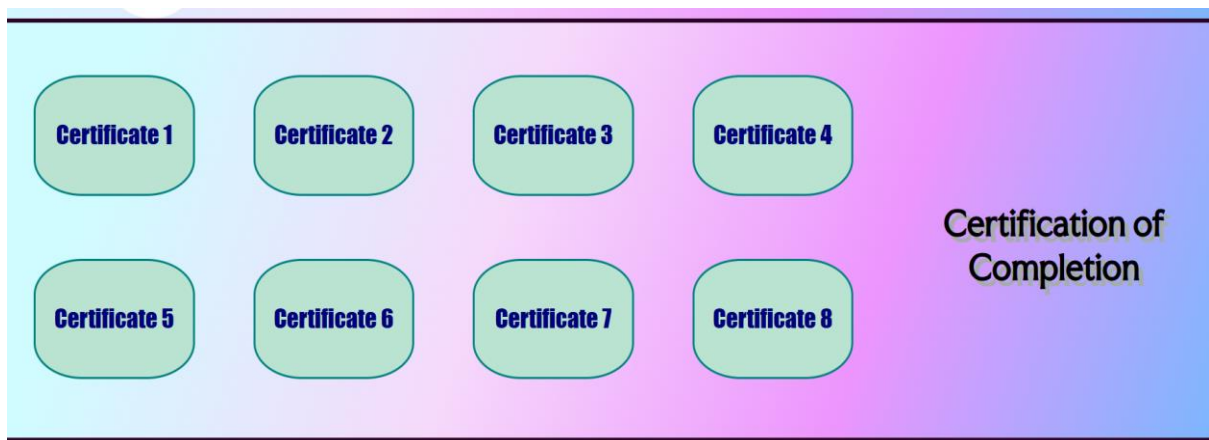 Certificate 1
Certificate 2
Certificate 3
Certificate 4
Certificate 5
Certificate 6
Certificate 7
Certificate 8
Certification of
Completion